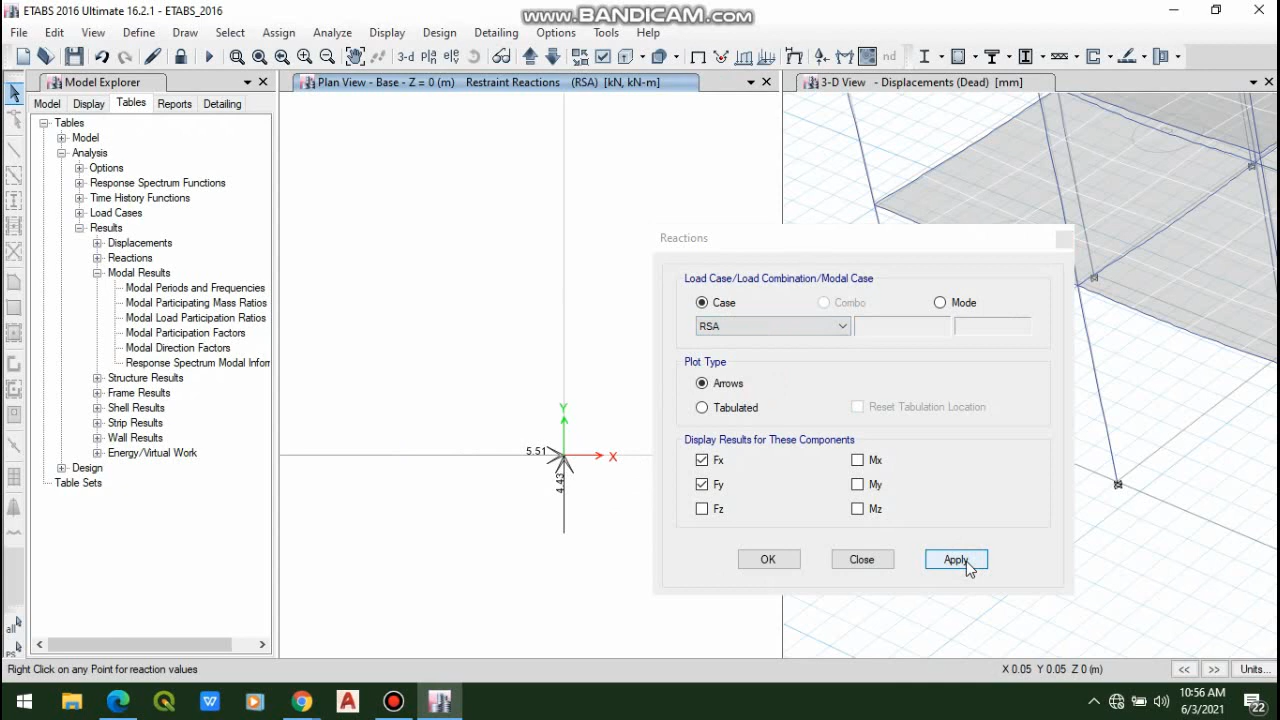 ETABS 2016 Ultimate 16.2.1 - ETABS_2016
www.BANDICAM.com
File Edit View Define Draw Select Assign Analyze Display Design Detailing Options Tools Help
3-d
nd
Model Explorer
Plan View - Base - Z = 0 (m) Restraint Reactions (RSA) [kN, kN-m]
3-D View - Displacements (Dead) [mm]
Model Display Tables Reports Detailing
Tables
Model
Analysis
Options
Response Spectrum Functions
Time History Functions
Load Cases
Results
Displacements
Reactions
Modal Results
Modal Periods and Frequencies
Modal Participating Mass Ratios
Modal Load Participation Ratios
Modal Participation Factors
Modal Direction Factors
Response Spectrum Modal Infor
Structure Results
Frame Results
Shell Results
Strip Results
Wall Results
Energy/Virtual Work
Design
Table Sets
Y
X
5.51
4.43
Reactions
Load Case/Load Combination/Modal Case
Case Combo Mode
RSA
Plot Type
Arrows
Tabulated Reset Tabulation Location
Display Results for These Components
Fx Mx
Fy My
Fz Mz
OK Close Apply
all
ps
Right Click on any Point for reaction values
X 0.05 Y 0.05 Z 0 (m)
<< >> Units...
10:56 AM
6/3/2021
22